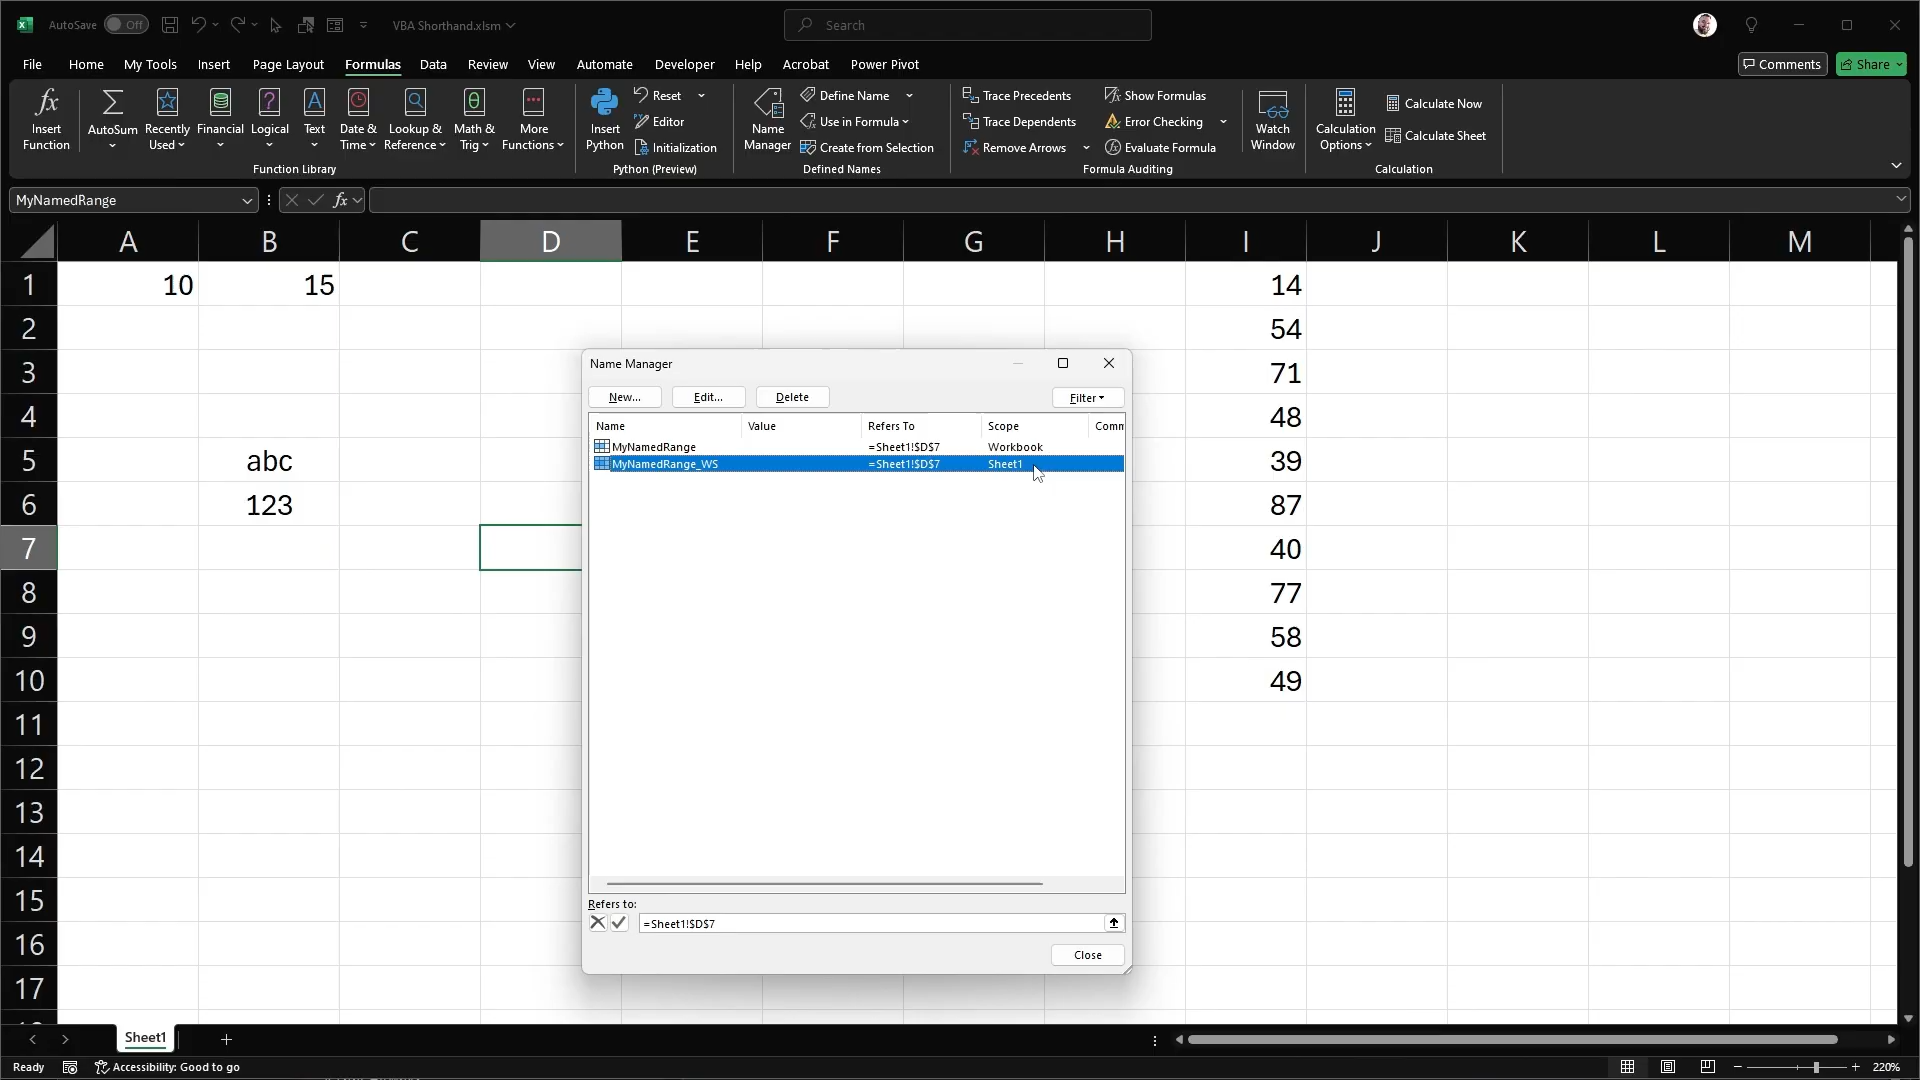 AutoSave Off VBA Shorthand.xlsm Search
File Home My Tools Insert Page Layout Formulas Data Review View Automate Developer Help Acrobat Power Pivot Comments Share
Insert Function
AutoSum
Recently Used
Financial
Logical
Text
Date & Time
Lookup & Reference
Math & Trig
More Functions
Function Library
Insert Python
Reset
Editor
Initialization
Python (Preview)
Name Manager
Define Name
Use in Formula
Create from Selection
Defined Names
Trace Precedents
Trace Dependents
Remove Arrows
Show Formulas
Error Checking
Evaluate Formula
Formula Auditing
Watch Window
Calculation Options
Calculate Now
Calculate Sheet
Calculation
MyNamedRange fx
A B C D E F G H I J K L M
1 10 15 14
2 54
3 71
4 48
5 abc 39
6 123 87
7 40
8 77
9 58
10 49
11
12
13
14
15
16
17
Name Manager
New... Edit... Delete Filter
Name Value Refers To Scope Comm
MyNamedRange =Sheet1!$D$7 Workbook
MyNamedRange_WS =Sheet1!$D$7 Sheet1
Refers to:
=Sheet1!$D$7
Close
Sheet1
Ready Accessibility: Good to go 220%